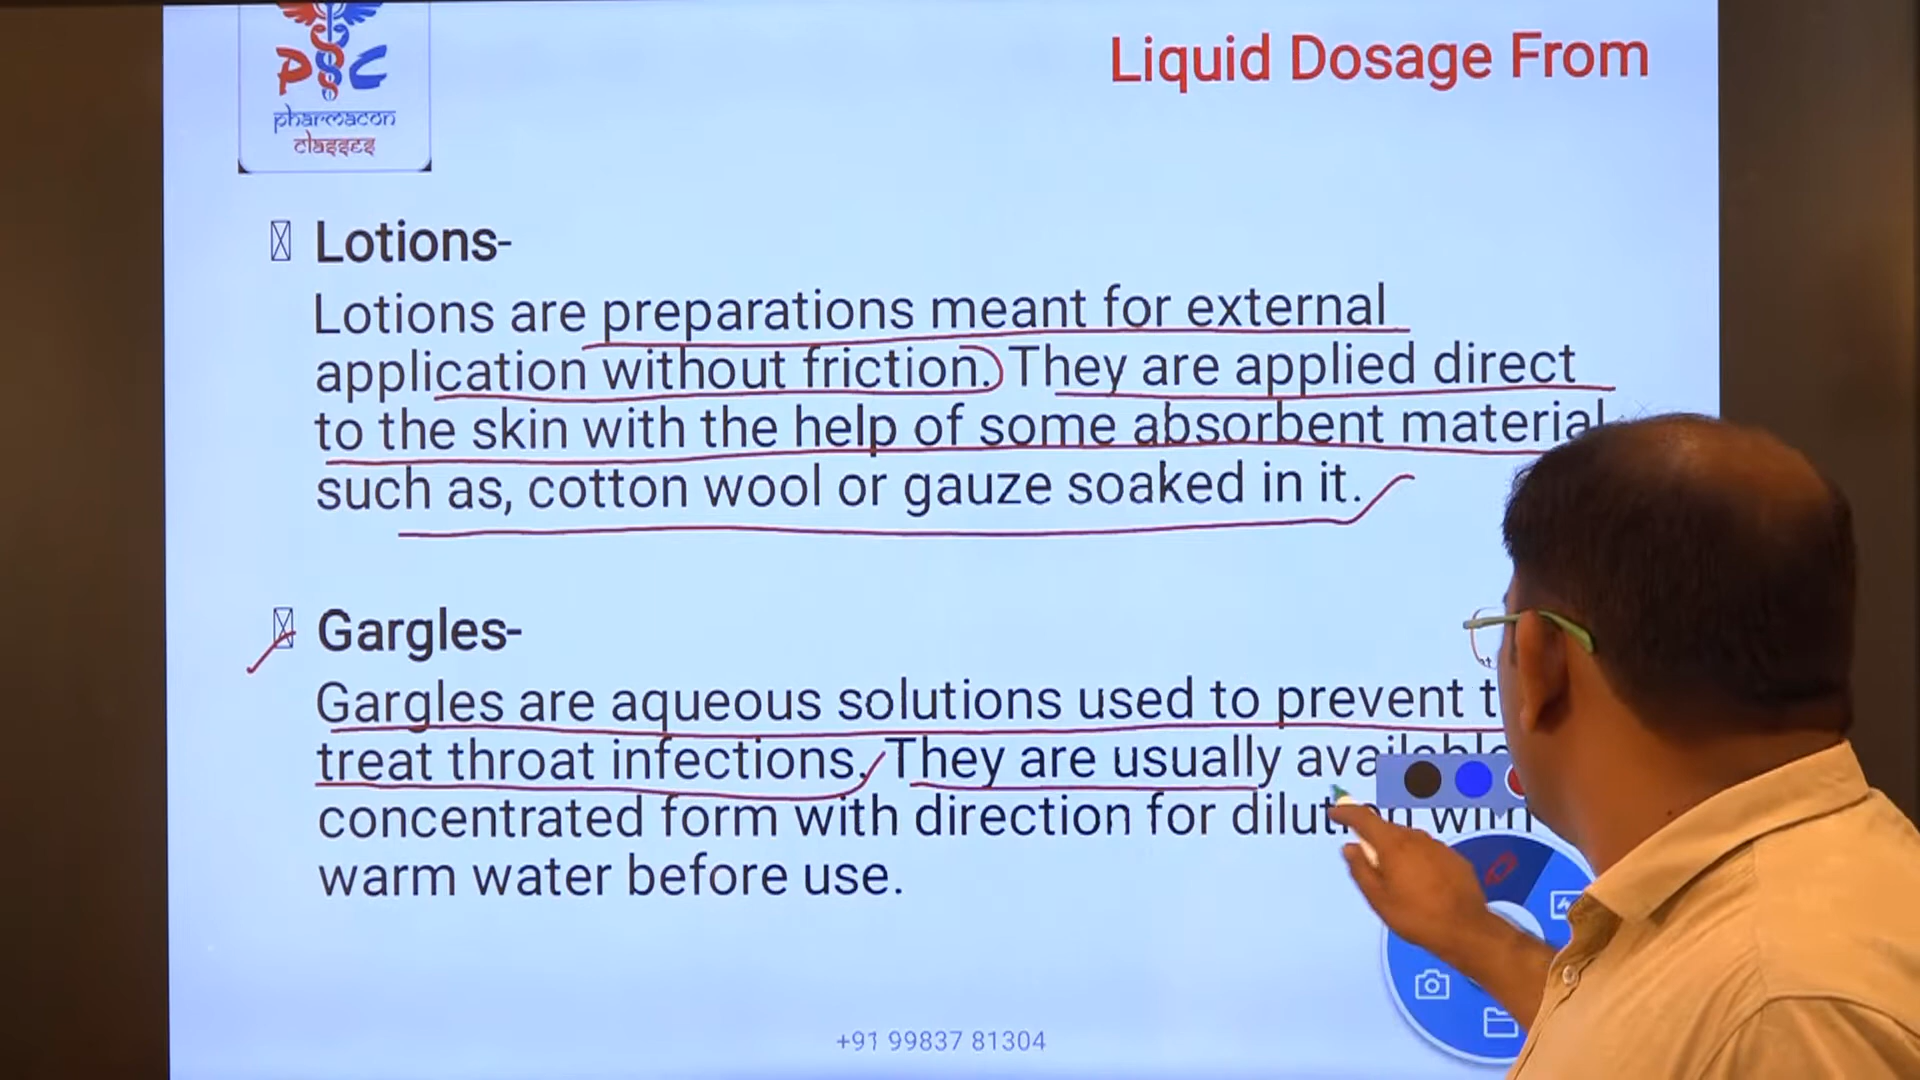 PSC
pharmacon
classes
Liquid Dosage From
Lotions-
Lotions are preparations meant for external
application without friction. They are applied direct
to the skin with the help of some absorbent material
such as, cotton wool or gauze soaked in it.
Gargles-
Gargles are aqueous solutions used to prevent
treat throat infections. They are usually available
concentrated form with direction for dilution with
warm water before use.
+91 99837 81304